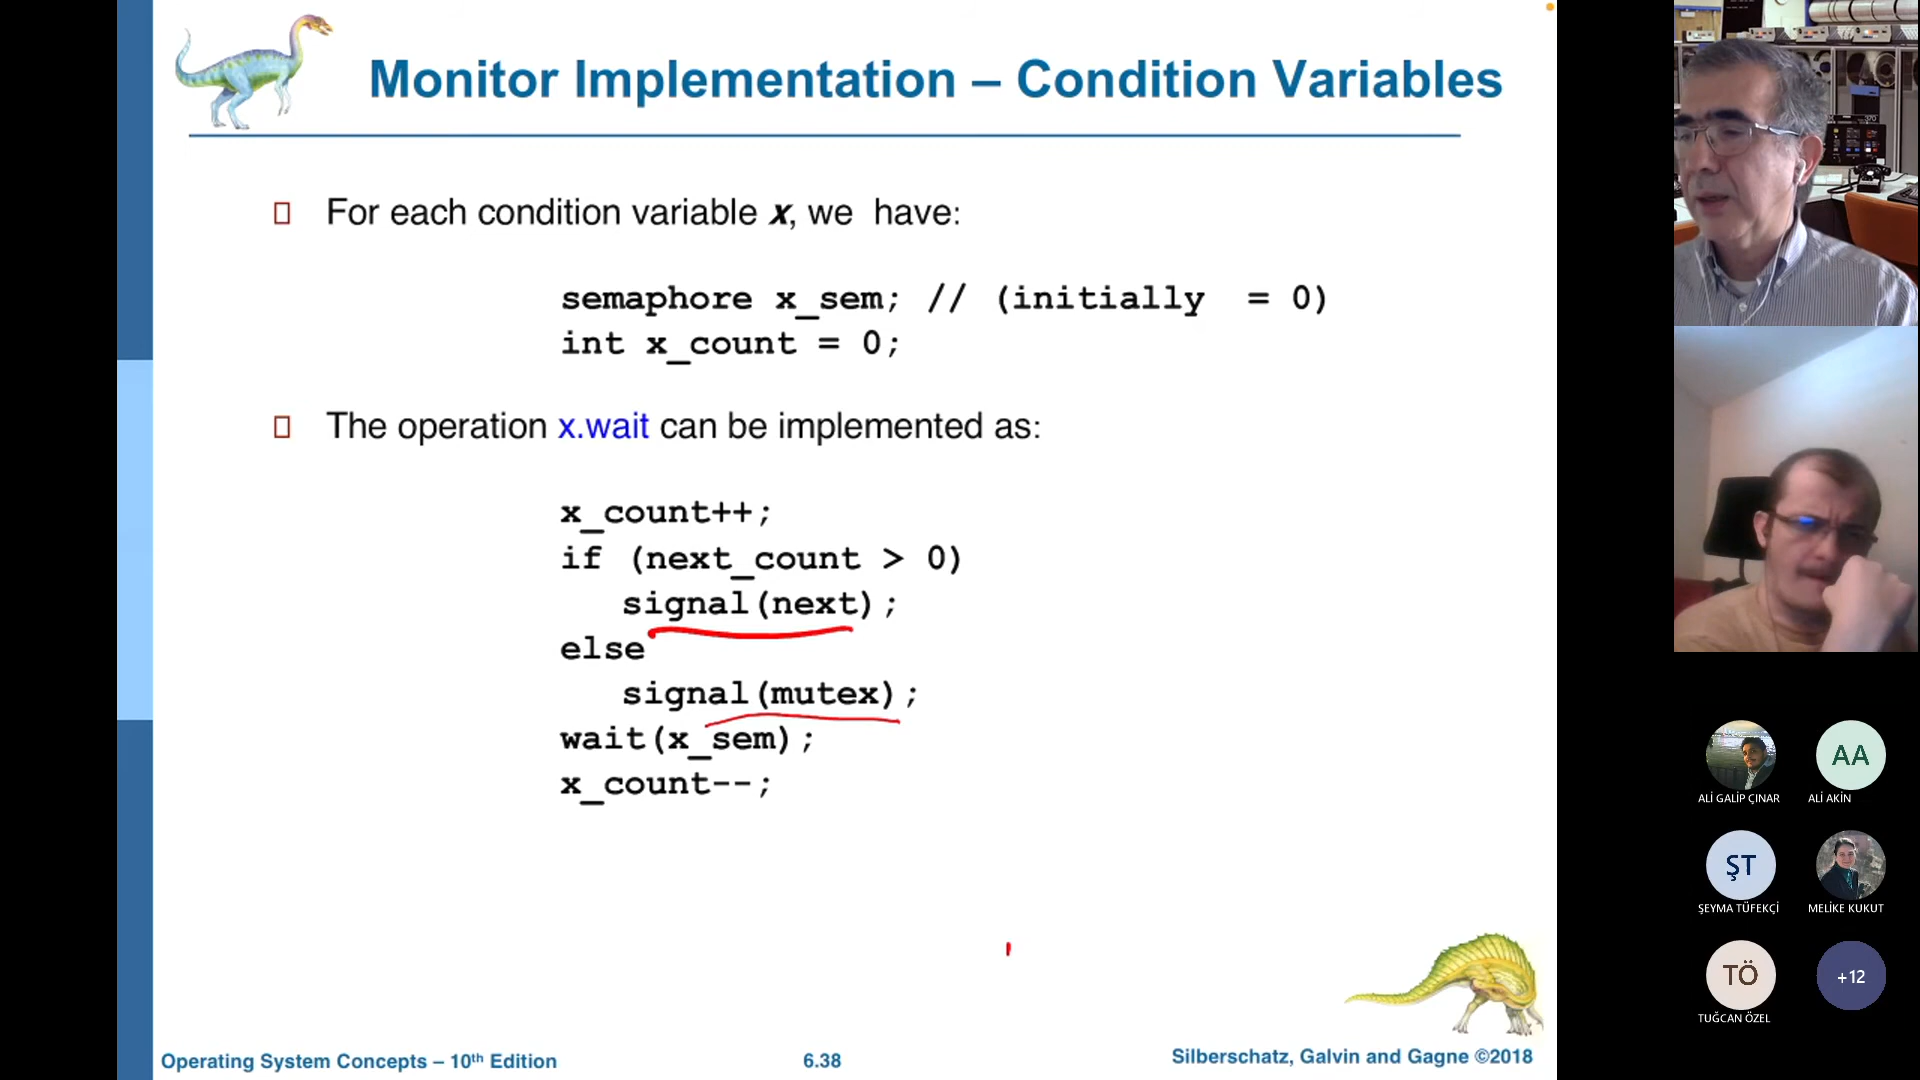 Monitor Implementation – Condition Variables
For each condition variable x, we have:
semaphore x_sem; // (initially = 0)
int x_count = 0;
The operation x.wait can be implemented as:
x_count++;
if (next_count > 0)
signal(next);
else
signal(mutex);
wait(x_sem);
x_count--;
Operating System Concepts – 10th Edition
6.38
Silberschatz, Galvin and Gagne ©2018
AA
ALİ GALİP ÇINAR
ALİ AKİN
ŞT
ŞEYMA TÜFEKÇİ
MELİKE KUKUT
TÖ
+12
TUĞCAN ÖZEL